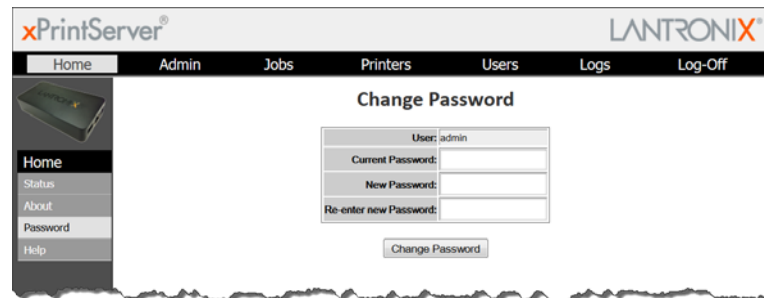 xPrintServer®
LANTRONIX®
Home Admin Jobs Printers Users Logs Log-Off
LANTRONIX
Change Password
User: admin
Current Password:
New Password:
Re-enter new Password:
Change Password
Home
Status
About
Password
Help